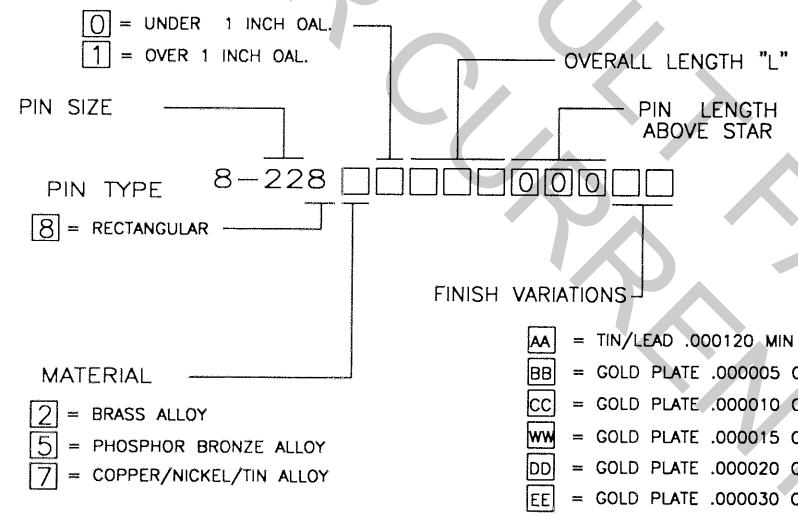 0 = UNDER 1 INCH OAL.
1 = OVER 1 INCH OAL.
OVERALL LENGTH "L"
PIN SIZE
PIN LENGTH
ABOVE STAR
PIN TYPE
8-228 000
8 = RECTANGULAR
FINISH VARIATIONS
AA = TIN/LEAD .000120 MIN
MATERIAL
BB = GOLD PLATE .000005
2 = BRASS ALLOY
CC = GOLD PLATE .000010
5 = PHOSPHOR BRONZE ALLOY
WW = GOLD PLATE .000015
7 = COPPER/NICKEL/TIN ALLOY
DD = GOLD PLATE .000020
EE = GOLD PLATE .000030